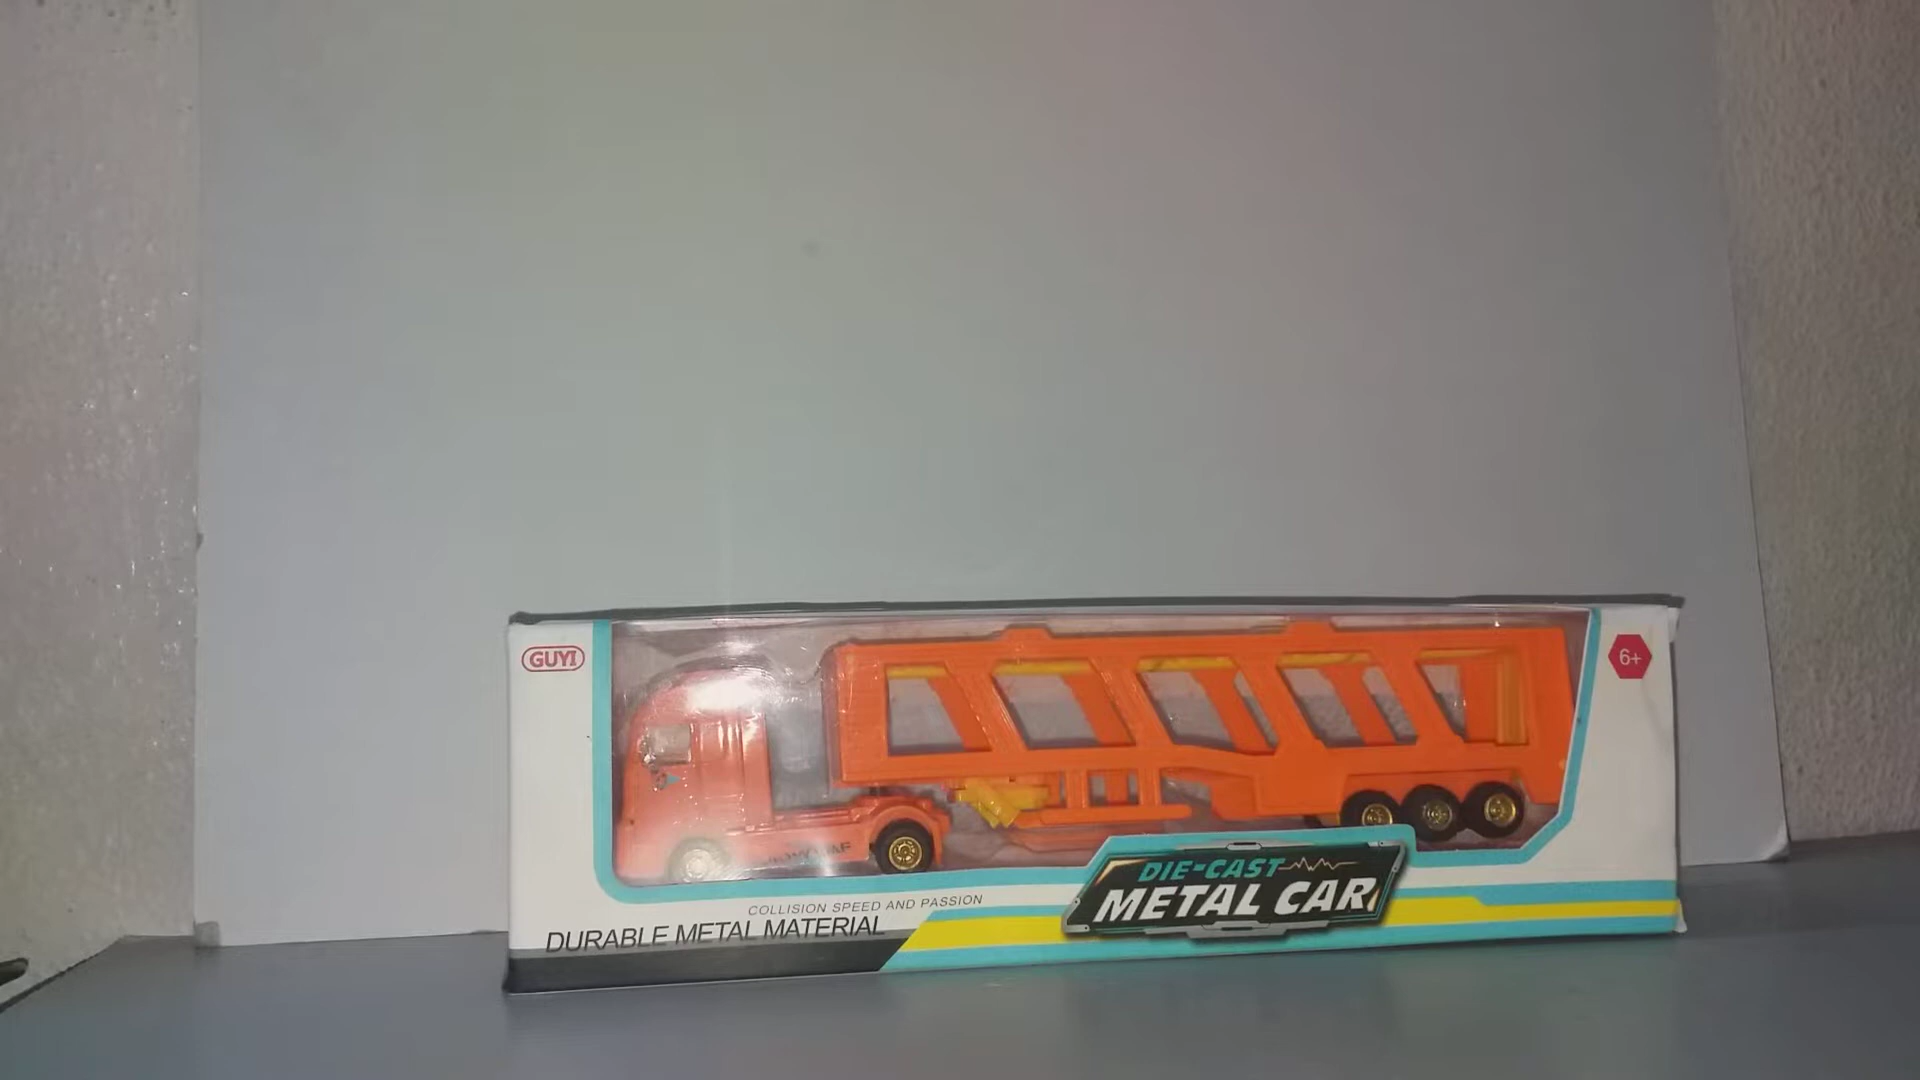 GUYI
6+
DIE-CAST
METAL CAR
COLLISION SPEED AND PASSION
DURABLE METAL MATERIAL